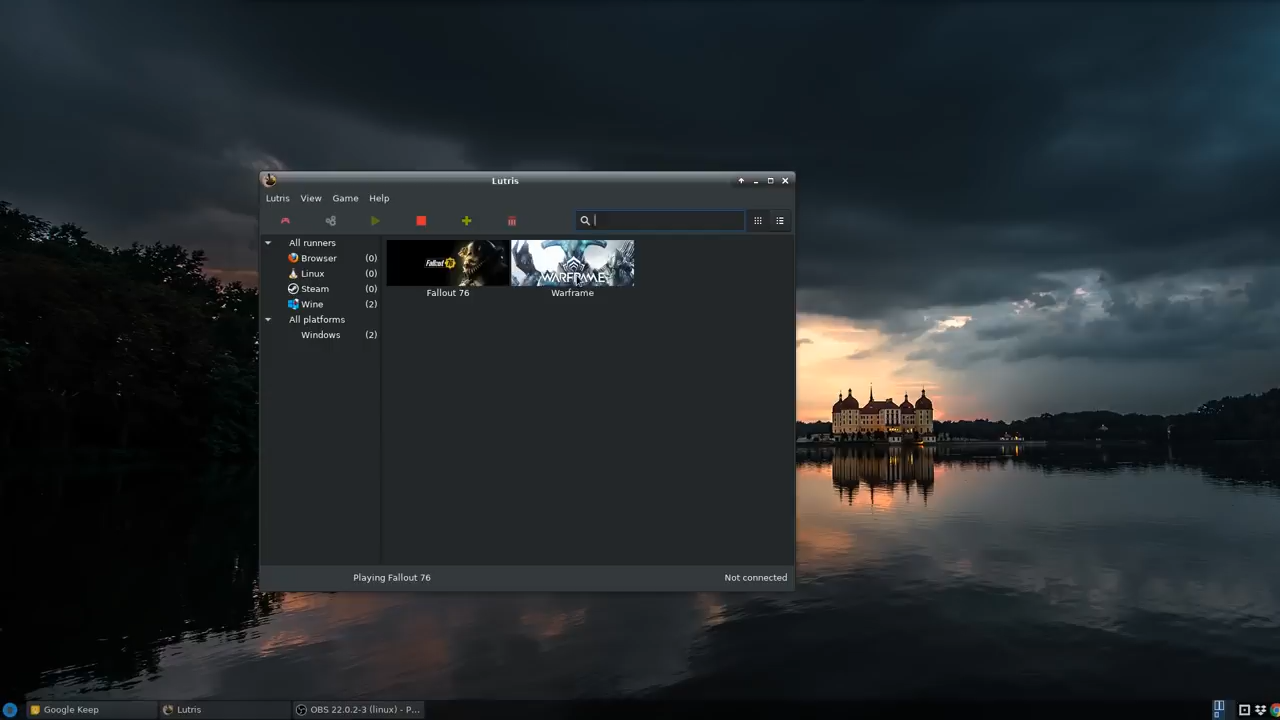 Lutris
Lutris View Game Help
All runners
Browser (0)
Linux (0)
Steam (0)
Wine (2)
All platforms
Windows (2)
Fallout 76
WARFRAME
Fallout 76
Warframe
Playing Fallout 76
Not connected
Google Keep
Lutris
OBS 22.0.2-3 (linux) - P...